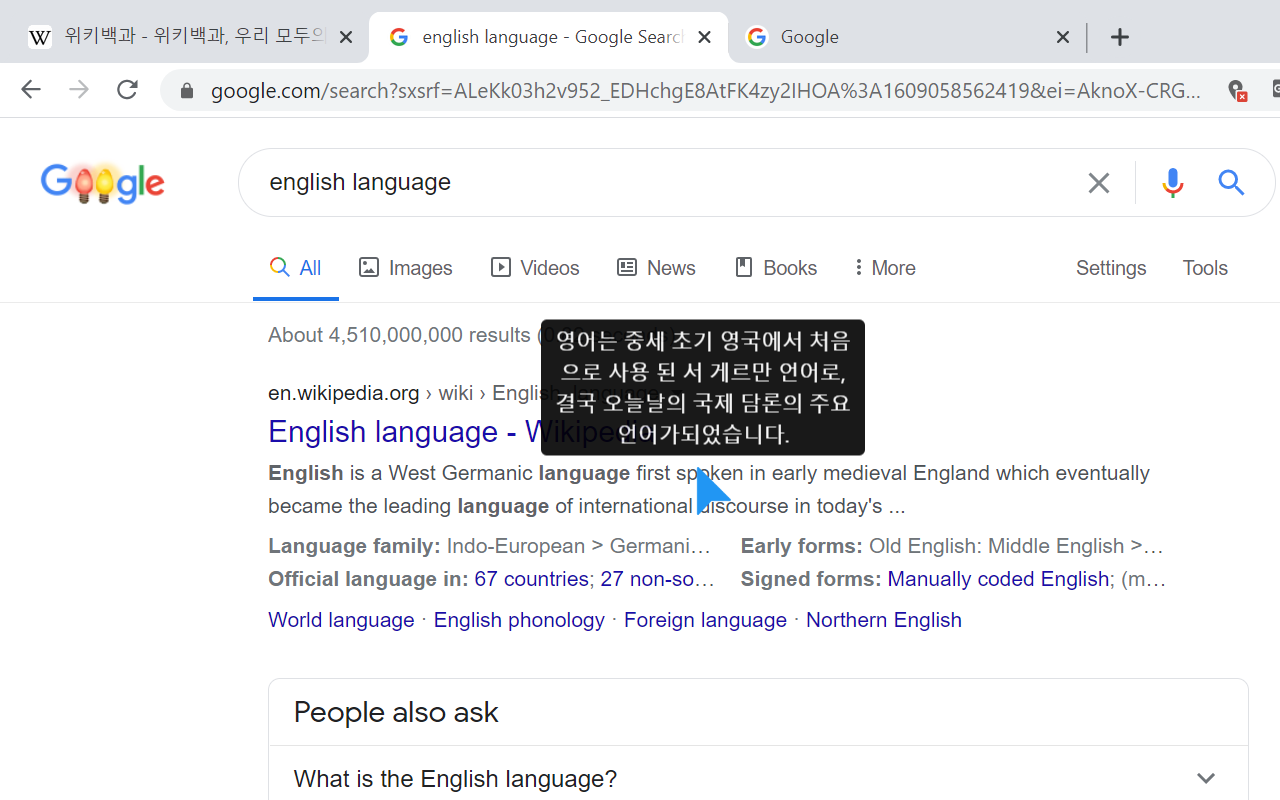 위키백과 - 위키백과, 우리 모두의
english language - Google Searc
Google
google.com/search?sxsrf=ALeKk03h2v952_EDHchgE8AtFK4zy2IHOA%3A1609058562419&ei=AknoX-CRG...
Google
english language
All
Images
Videos
News
Books
More
Settings
Tools
About 4,510,000,000 results
영어는 중세 초기 영국에서 처음
으로 사용 된 서 게르만 언어로,
결국 오늘날의 국제 담론의 주요
언어가되었습니다.
en.wikipedia.org › wiki › English
English language - Wikipedia
English is a West Germanic language first spoken in early medieval England which eventually
became the leading language of international discourse in today's ...
Language family: Indo-European > Germani…
Early forms: Old English: Middle English >…
Official language in: 67 countries; 27 non-so…
Signed forms: Manually coded English; (m…
World language · English phonology · Foreign language · Northern English
People also ask
What is the English language?